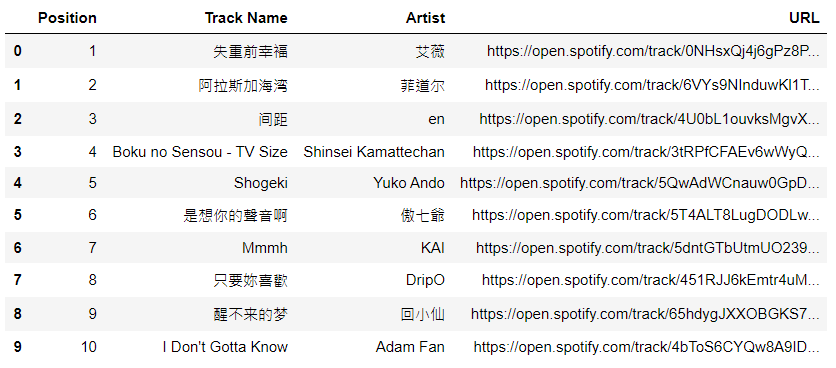 Position Track Name Artist URL
0 1 失重前幸福 艾薇 https://open.spotify.com/track/0NHsxQj4j6gPz8P...
1 2 阿拉斯加海湾 菲道尔 https://open.spotify.com/track/6VYs9NInduwKl1T...
2 3 间距 en https://open.spotify.com/track/4U0bL1ouvksMgvX...
3 4 Boku no Sensou - TV Size Shinsei Kamattechan https://open.spotify.com/track/3tRPfCFAEv6wWyQ...
4 5 Shogeki Yuko Ando https://open.spotify.com/track/5QwAdWCnauw0GpD...
5 6 是想你的聲音啊 傲七爺 https://open.spotify.com/track/5T4ALT8LugDODLw...
6 7 Mmmh KAI https://open.spotify.com/track/5dntGTbUtmUO239...
7 8 只要妳喜歡 DripO https://open.spotify.com/track/451RJJ6kEmtr4uM...
8 9 醒不来的梦 回小仙 https://open.spotify.com/track/65hdygJXXOBGKS7...
9 10 I Don't Gotta Know Adam Fan https://open.spotify.com/track/4bToS6CYQw8A9ID...